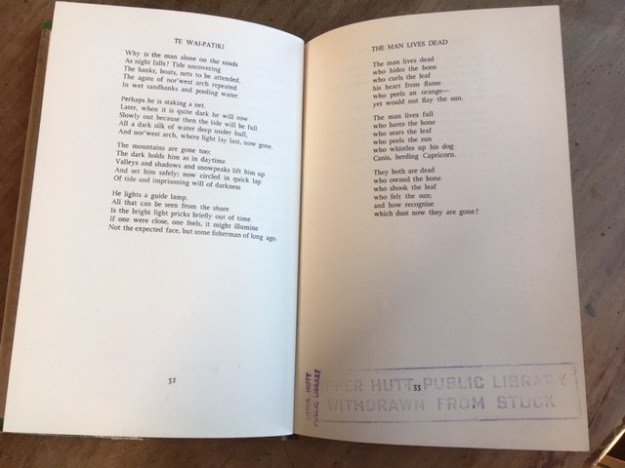 TE WAI-PATIKI
Why is the man alone on the sands
As night falls? Tide uncovering
The banks, boats, nets to be attended,
The agate of nor'west arch repeated
In wet sandbanks and pooling water
Perhaps he is staking a net.
Later, when it is quite dark he will row
Slowly out because then the tide will be full
All a dark silk of water deep under hull,
And nor'west arch, where light lay last, now gone.
The mountains are gone too:
The dark holds him as in daytime
Valleys and shadows and snowpeaks lift him up
And set him safely; now circled in quick lap
Of tide and imprisoning will of darkness
He lights a guide lamp;
All that can be seen from the shore
Is the bright light pricks briefly out of time
If one were close, one feels, it might illumine
Not the expected face, but some fisherman of long ago.
32
THE MAN LIVES DEAD
The man lives dead
who hides the bone
who curls the leaf
his heart from flame
who peels an orange—
yet would not flay the sun.
The man lives full
who bares the bone
who sears the leaf
who peels the sun
who whistles up his dog
Canis, herding Capricorn.
They both are dead
who owned the bone
who shook the leaf
who felt the sun:
and how recognise
which dust now they are gone?
33
UPPER HUTT PUBLIC LIBRARY
WITHDRAWN FROM STOCK
UPPER HUTT
PUBLIC LIBRARY